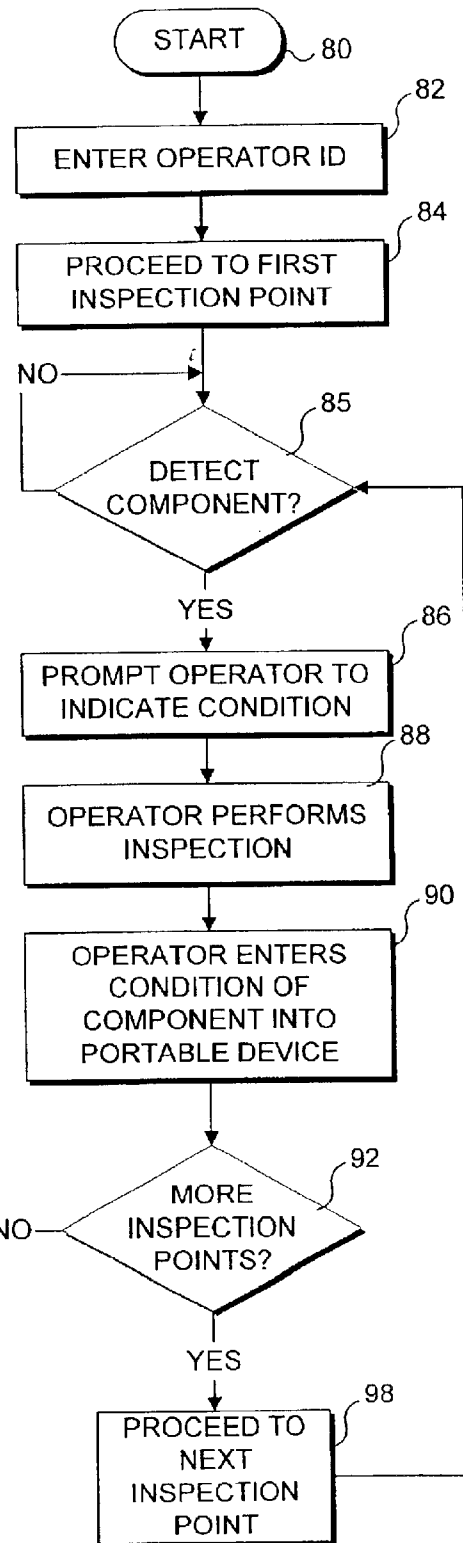 START
80
82
ENTER OPERATOR ID
84
PROCEED TO FIRST
INSPECTION POINT
NO
85
DETECT
COMPONENT?
YES
86
PROMPT OPERATOR TO
INDICATE CONDITION
88
OPERATOR PERFORMS
INSPECTION
90
OPERATOR ENTERS
CONDITION OF
COMPONENT INTO
PORTABLE DEVICE
92
MORE
INSPECTION
POINTS?
NO
YES
98
PROCEED TO
NEXT
INSPECTION
POINT